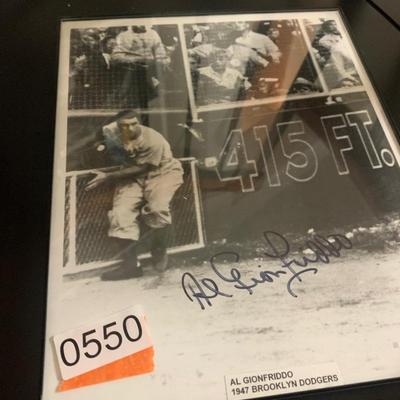 415 FT.
Al Gionfriddo
0550
AL GIONFRIDDO
1947 BROOKLYN DODGERS